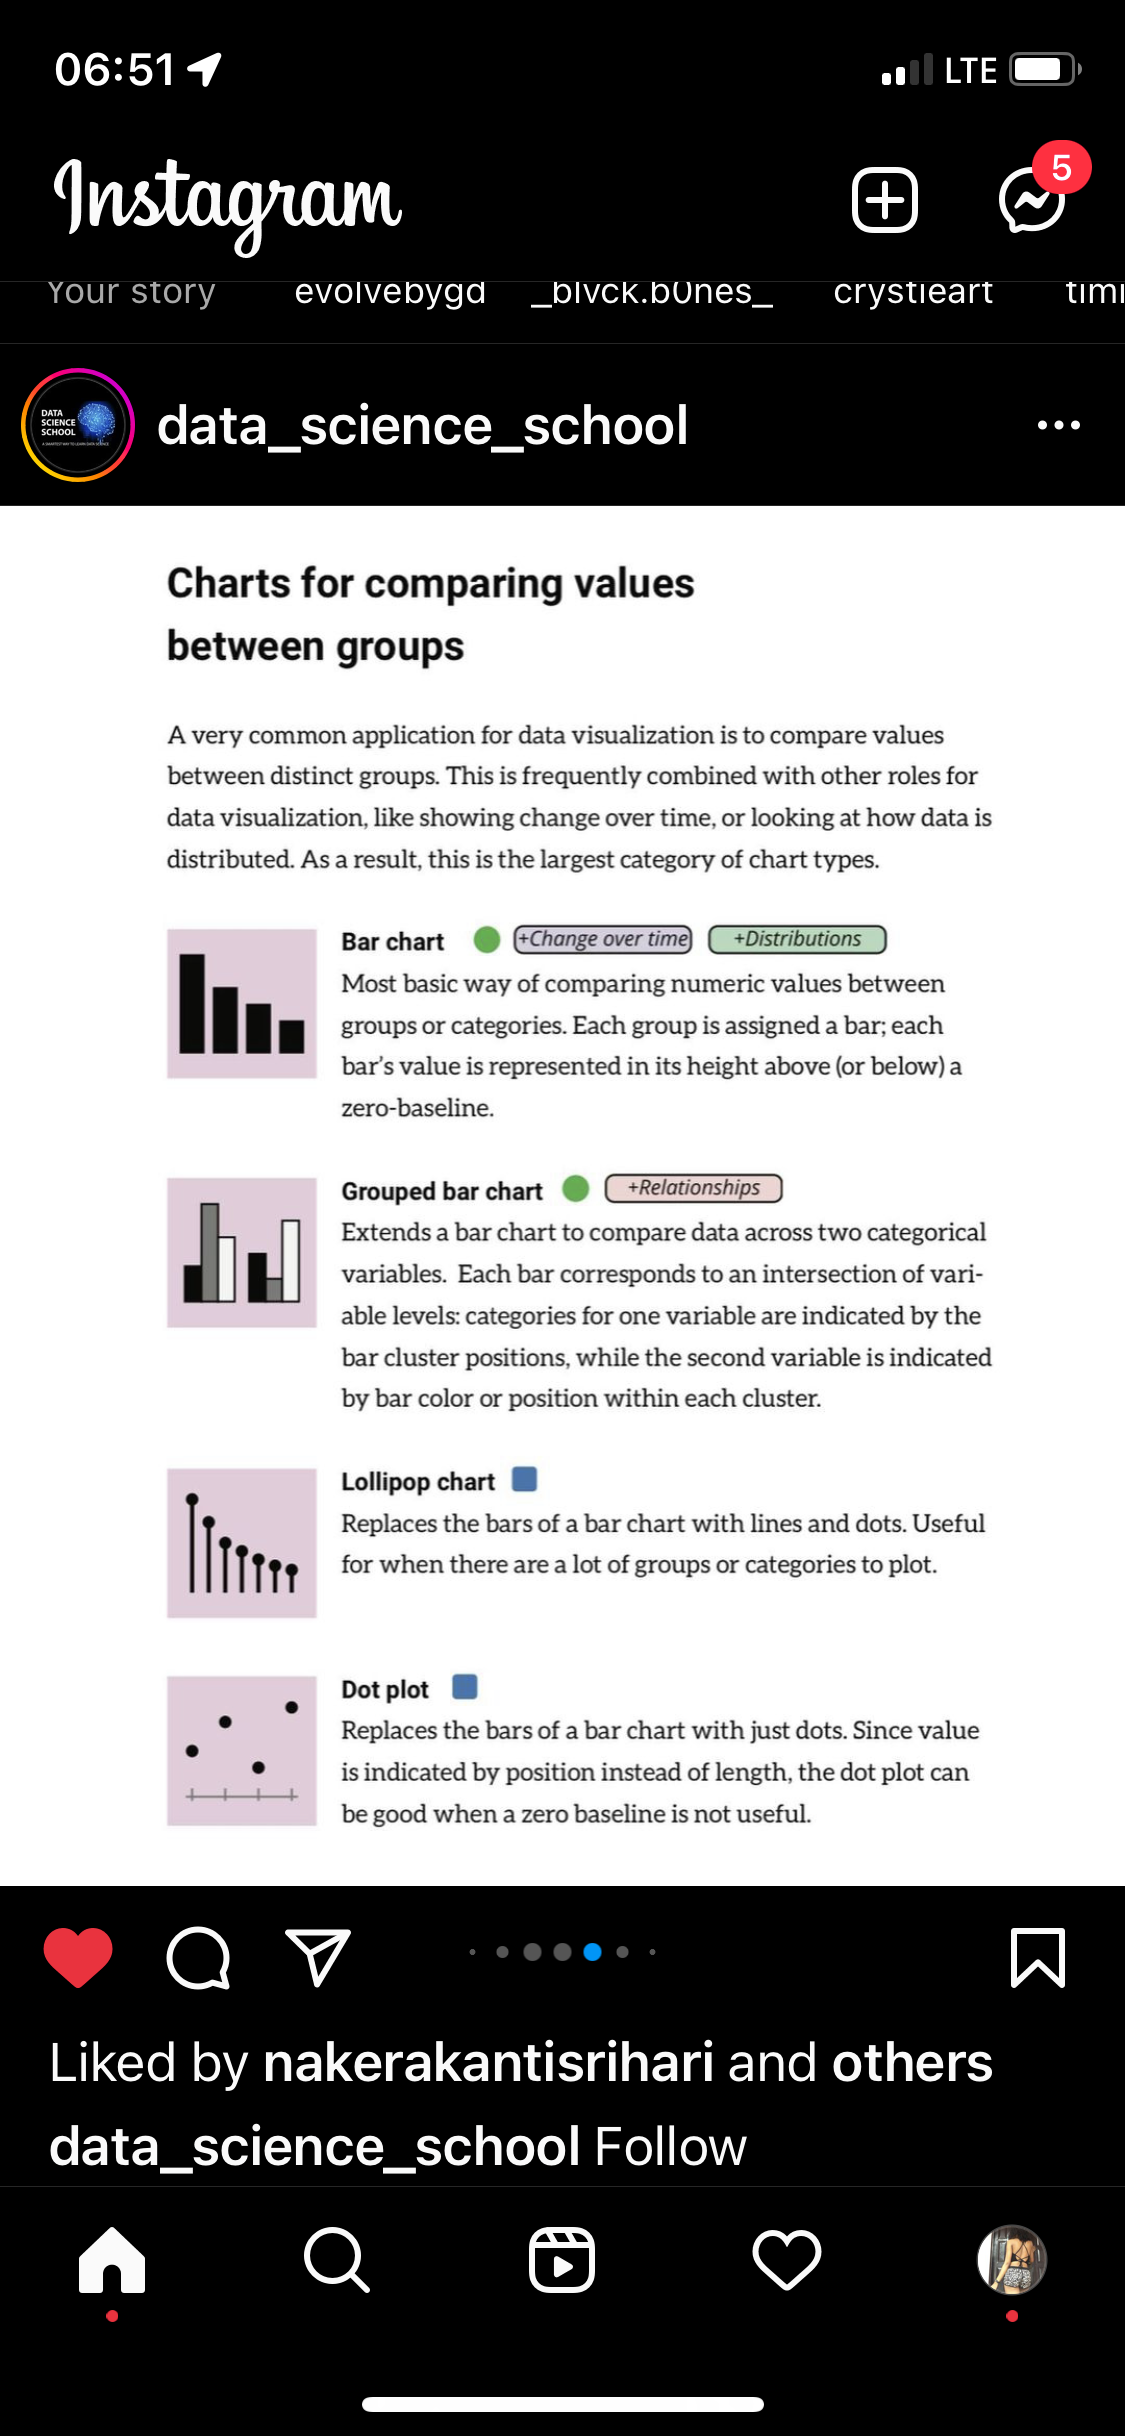 06:51
LTE
Instagram
5
Your story
evolvebygd
_blvck.b0nes_
crystieart
DATA
SCIENCE
SCHOOL
data_science_school
Charts for comparing values
between groups
A very common application for data visualization is to compare values
between distinct groups. This is frequently combined with other roles for
data visualization, like showing change over time, or looking at how data is
distributed. As a result, this is the largest category of chart types.
Bar chart
+Change over time
+Distributions
Most basic way of comparing numeric values between
groups or categories. Each group is assigned a bar; each
bar’s value is represented in its height above (or below) a
zero-baseline.
Grouped bar chart
+Relationships
Extends a bar chart to compare data across two categorical
variables.  Each bar corresponds to an intersection of vari-
able levels: categories for one variable are indicated by the
bar cluster positions, while the second variable is indicated
by bar color or position within each cluster.
Lollipop chart
Replaces the bars of a bar chart with lines and dots. Useful
for when there are a lot of groups or categories to plot.
Dot plot
Replaces the bars of a bar chart with just dots. Since value
is indicated by position instead of length, the dot plot can
be good when a zero baseline is not useful.
Liked by nakerakantisrihari and others
data_science_school Follow